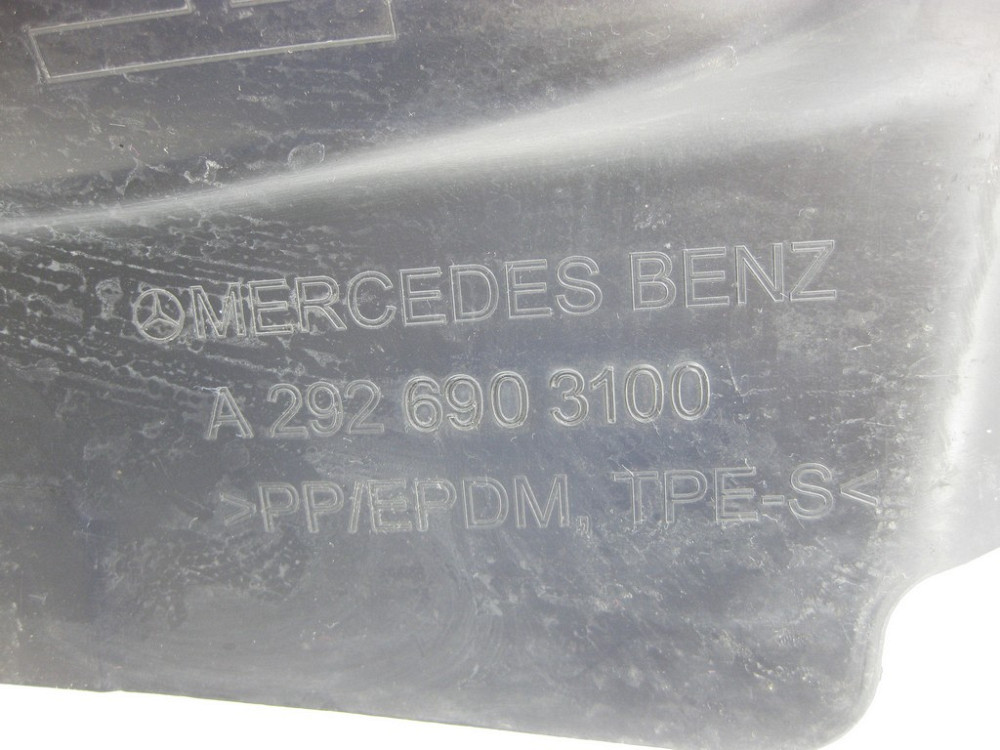 MERCEDES BENZ
A 292 690 3100
>PP/EPDM, TPE-S<